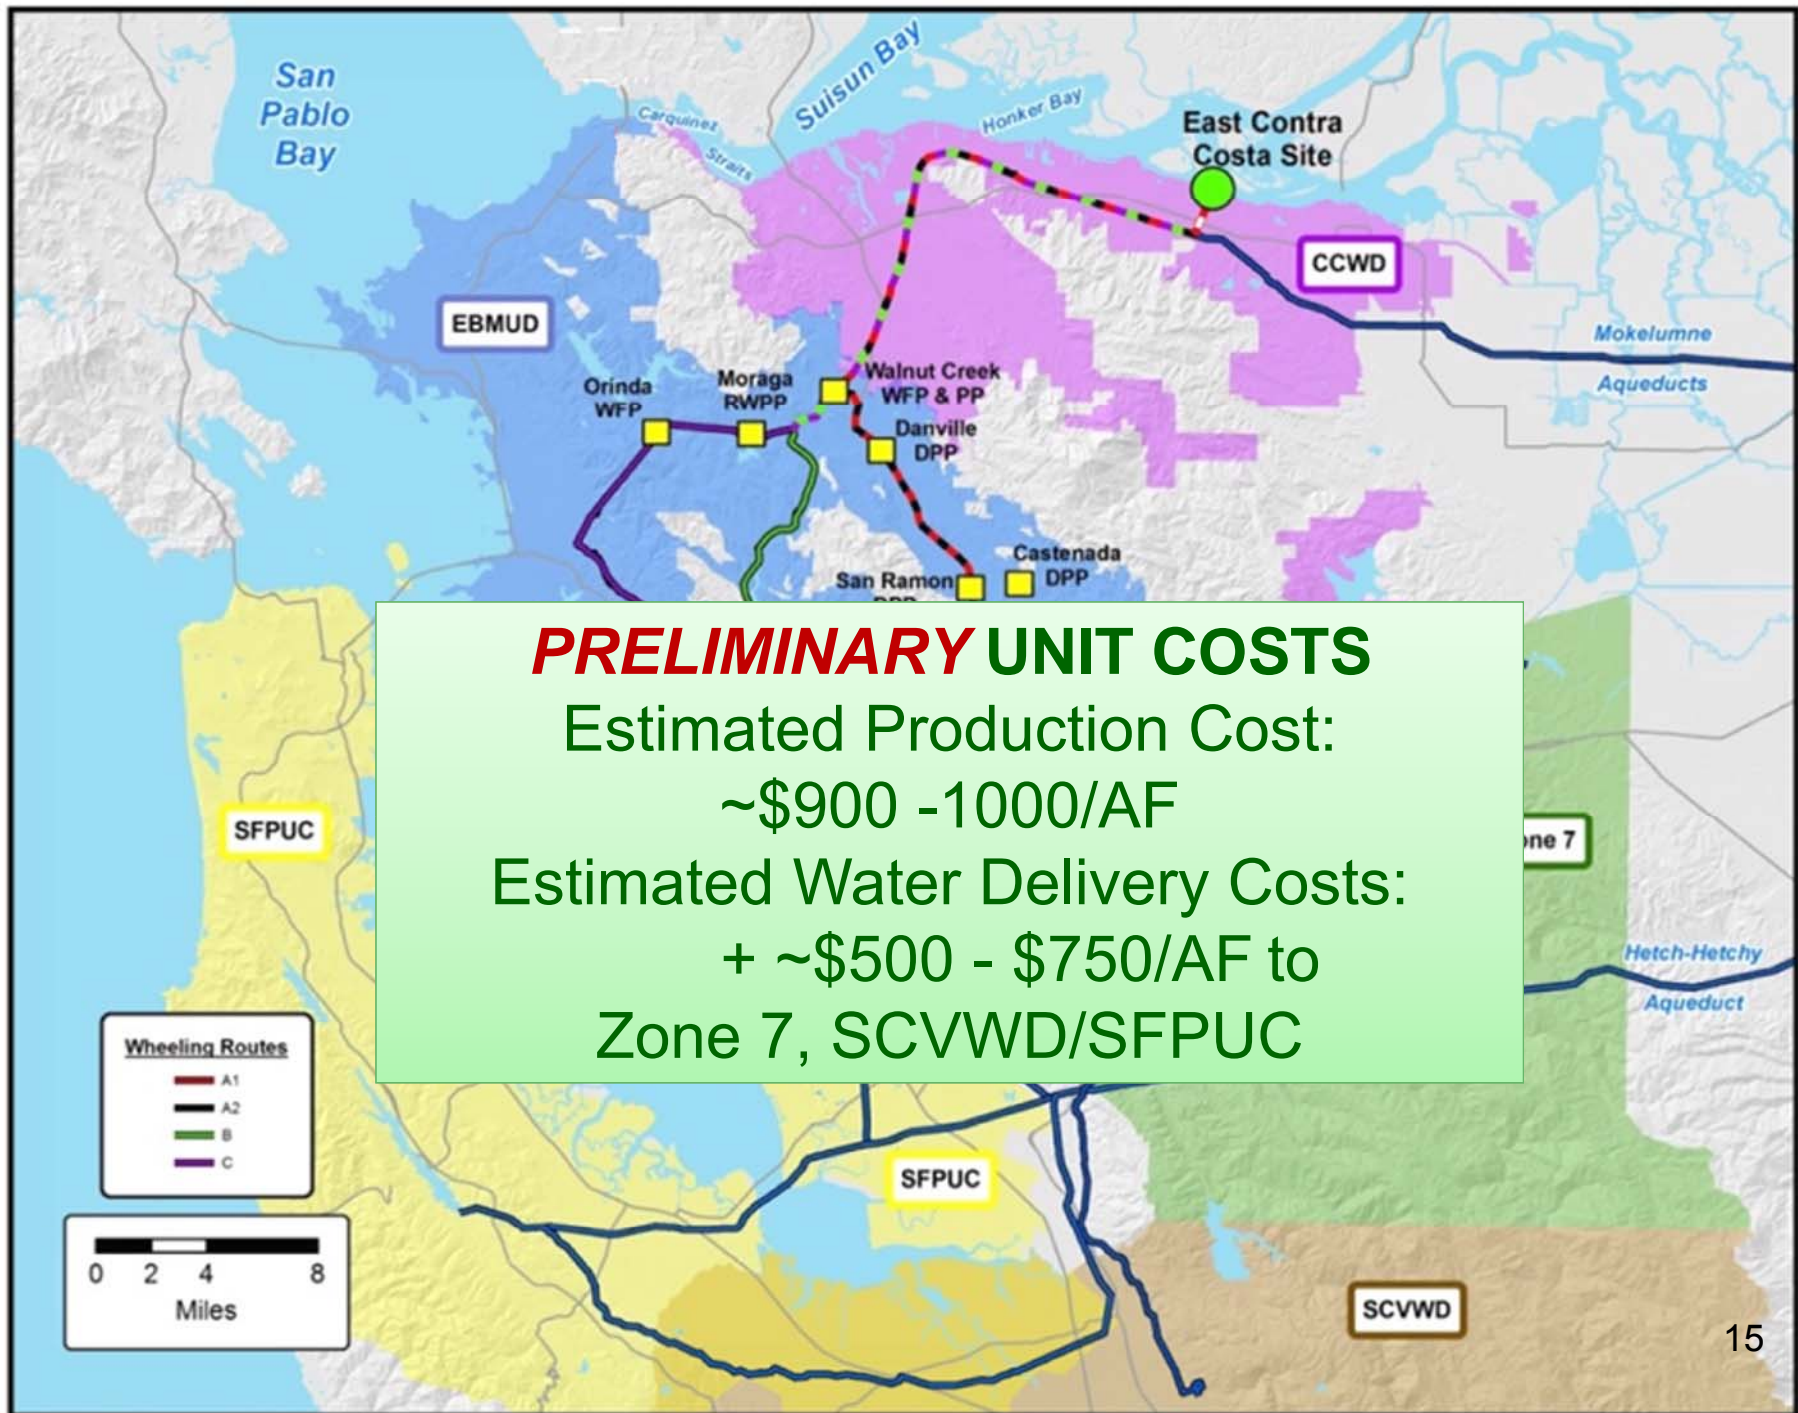 San
Pablo
Bay
Suisun Bay
Carquinez
Straits
Honker Bay
East Contra
Costa Site
CCWD
EBMUD
Mokelumne
Aqueducts
Orinda
WFP
Moraga
RWPP
Walnut Creek
WFP & PP
Danville
DPP
Castenada
DPP
San Ramon
PRELIMINARY UNIT COSTS
Estimated Production Cost:
~$900 -1000/AF
Estimated Water Delivery Costs:
+ ~$500 - $750/AF to
Zone 7, SCVWD/SFPUC
SFPUC
one 7
Hetch-Hetchy
Aqueduct
Wheeling Routes
A1
A2
B
C
SFPUC
0 2 4 8
Miles
SCVWD
15